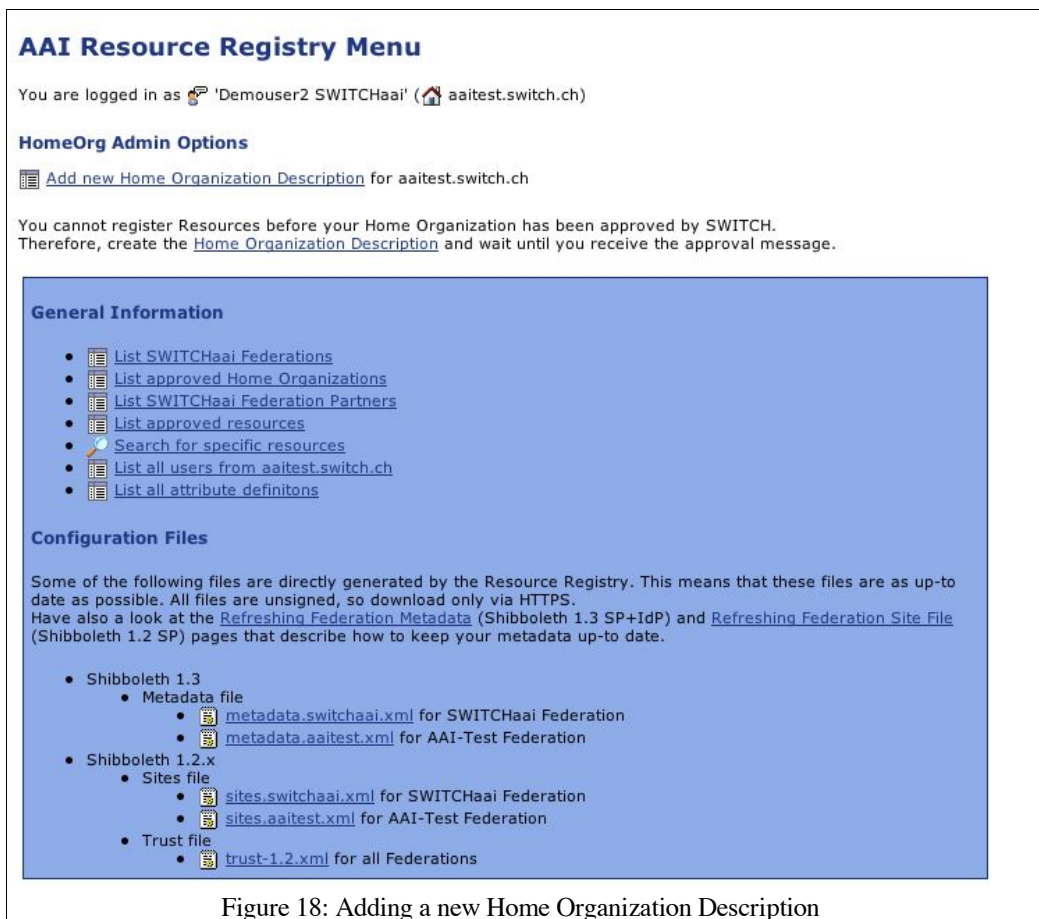 AAI Resource Registry Menu
You are logged in as 'Demouser2 SWITCHaai' ( aaitest.switch.ch)
HomeOrg Admin Options
Add new Home Organization Description for aaitest.switch.ch
You cannot register Resources before your Home Organization has been approved by SWITCH.
Therefore, create the Home Organization Description and wait until you receive the approval message.
General Information
• List SWITCHaai Federations
• List approved Home Organizations
• List SWITCHaai Federation Partners
• List approved resources
• Search for specific resources
• List all users from aaitest.switch.ch
• List all attribute definitons
Configuration Files
Some of the following files are directly generated by the Resource Registry. This means that these files are as up-to
date as possible. All files are unsigned, so download only via HTTPS.
Have also a look at the Refreshing Federation Metadata (Shibboleth 1.3 SP+IdP) and Refreshing Federation Site File
(Shibboleth 1.2 SP) pages that describe how to keep your metadata up-to date.
• Shibboleth 1.3
• Metadata file
• metadata.switchaai.xml for SWITCHaai Federation
• metadata.aaitest.xml for AAI-Test Federation
• Shibboleth 1.2.x
• Sites file
• sites.switchaai.xml for SWITCHaai Federation
• sites.aaitest.xml for AAI-Test Federation
• Trust file
• trust-1.2.xml for all Federations
Figure 18: Adding a new Home Organization Description